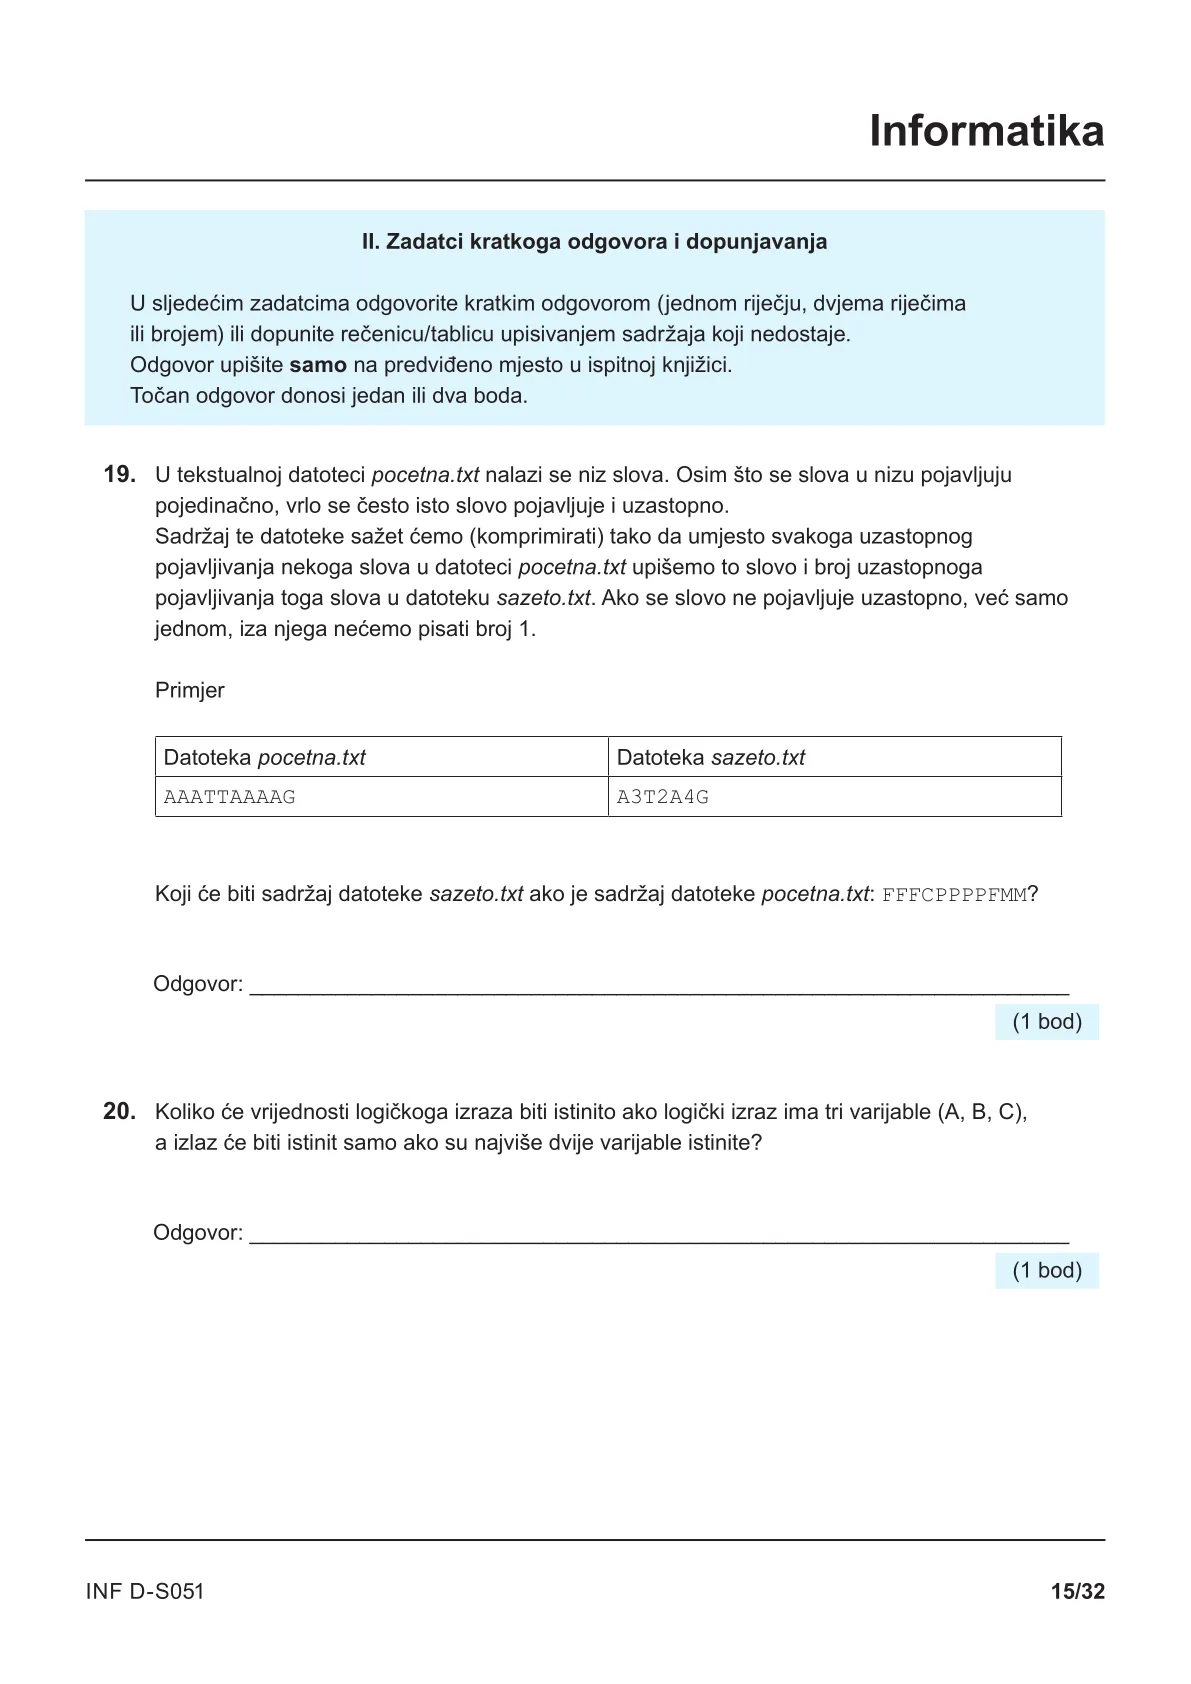 Informatika
II. Zadatci kratkoga odgovora i dopunjavanja
U sljedećim zadatcima odgovorite kratkim odgovorom (jednom riječju, dvjema riječima
ili brojem) ili dopunite rečenicu/tablicu upisivanjem sadržaja koji nedostaje.
Odgovor upišite samo na predviđeno mjesto u ispitnoj knjižici.
Točan odgovor donosi jedan ili dva boda.
19. U tekstualnoj datoteci pocetna.txt nalazi se niz slova. Osim što se slova u nizu pojavljuju
pojedinačno, vrlo se često isto slovo pojavljuje i uzastopno.
Sadržaj te datoteke sažet ćemo (komprimirati) tako da umjesto svakoga uzastopnog
pojavljivanja nekoga slova u datoteci pocetna.txt upišemo to slovo i broj uzastopnoga
pojavljivanja toga slova u datoteku sazeto.txt. Ako se slovo ne pojavljuje uzastopno, već samo
jednom, iza njega nećemo pisati broj 1.
Primjer
Datoteka pocetna.txt Datoteka sazeto.txt
AAATTAAAAG A3T2A4G
Koji će biti sadržaj datoteke sazeto.txt ako je sadržaj datoteke pocetna.txt: FFFCPPPPFMM?
Odgovor: ___________________________________________________________________
(1 bod)
20. Koliko će vrijednosti logičkoga izraza biti istinito ako logički izraz ima tri varijable (A, B, C),
a izlaz će biti istinit samo ako su najviše dvije varijable istinite?
Odgovor: ___________________________________________________________________
(1 bod)
INF D-S051 15/32